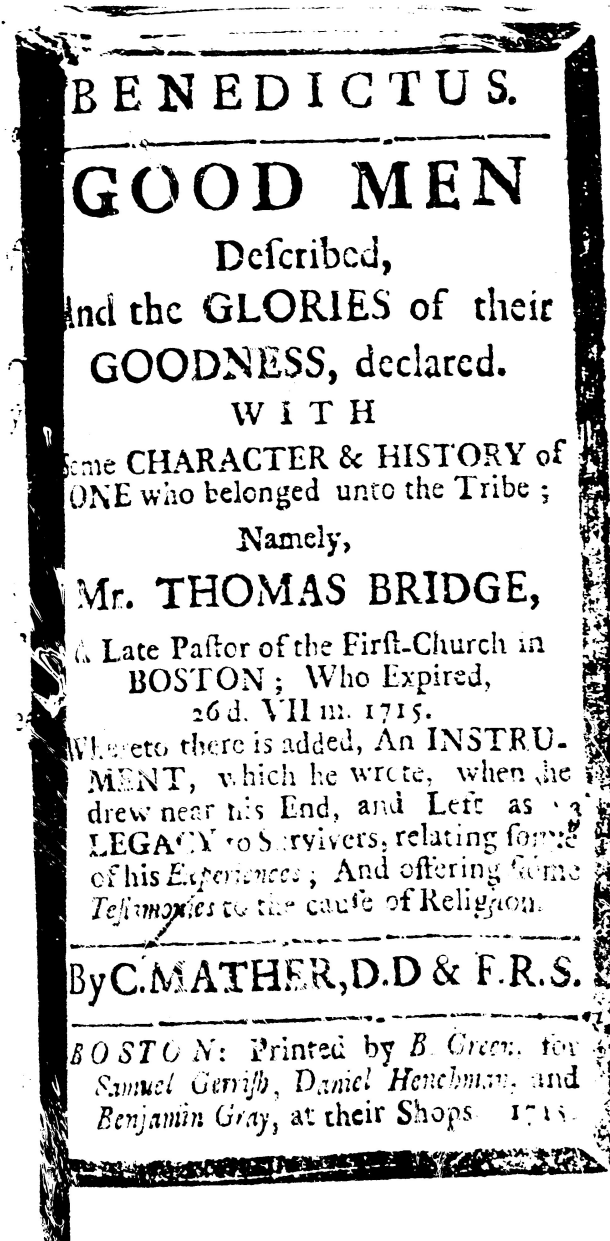 BENEDICTUS.
GOOD MEN
Deſcribed,
And the GLORIES of their
GOODNESS, declared.
WITH
Some CHARACTER & HISTORY of
ONE who belonged unto the Tribe ;
Namely,
Mr. THOMAS BRIDGE,
A Late Paſtor of the Firſt-Church in
BOSTON ; Who Expired,
26 d. VII m. 1715.
Whereto there is added, An INSTRU-
MENT, which he wrote, when he
drew near his End, and Left as a
LEGACY to Survivers, relating ſome
of his Experiences ; And offering ſome
Teſtimonies to the cauſe of Religion.
By C. MATHER, D.D & F.R.S.
BOSTON: Printed by B. Green, for
Samuel Gerriſh, Daniel Henchman, and
Benjamin Gray, at their Shops. 1715.